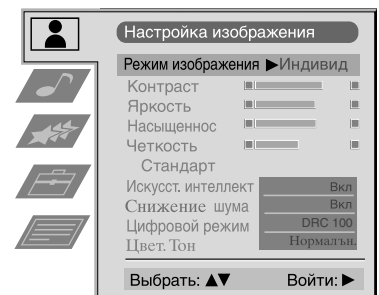 Настройка изображения
Режим изображения ▶Индивид
Контраст
Яркость
Насыщеннос
Четкость
Стандарт
Искусст. интеллект Вкл
Снижение шума Вкл
Цифровой режим DRC 100
Цвет. Тон Нормалън.
Выбрать: ▲▼ Войти: ▶